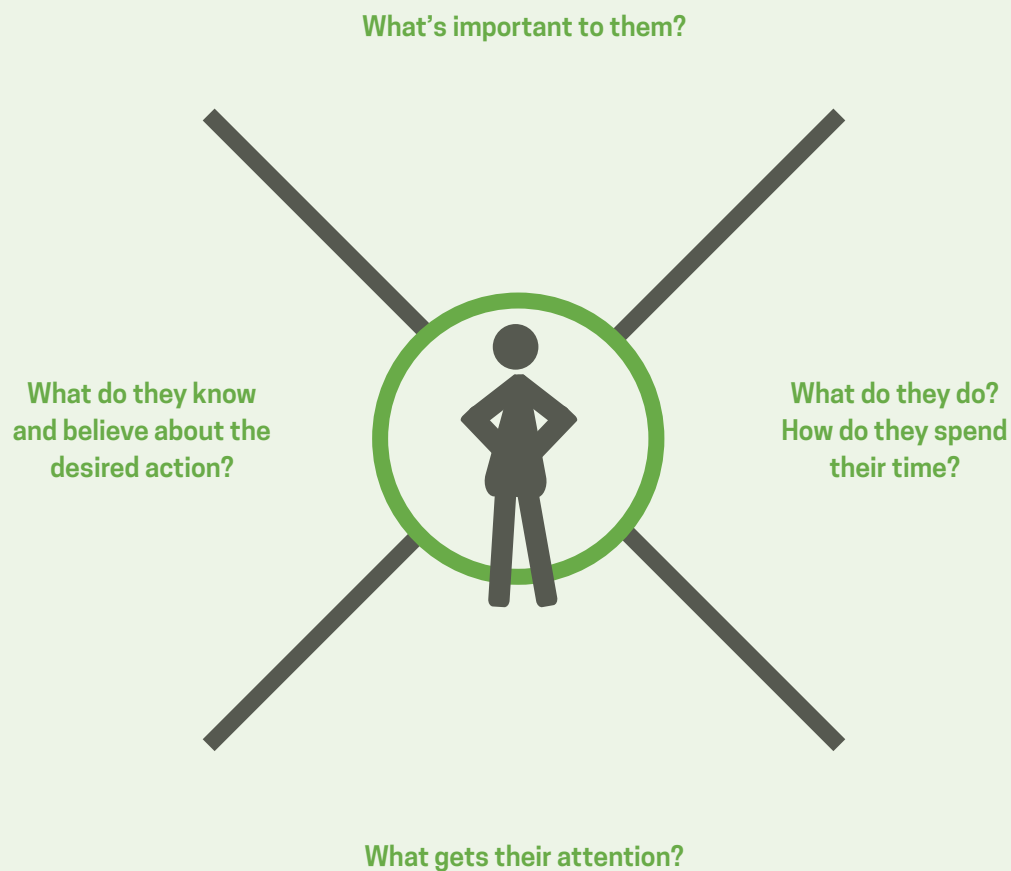 What’s important to them?
What do they know
and believe about the
desired action?
What do they do?
How do they spend
their time?
What gets their attention?